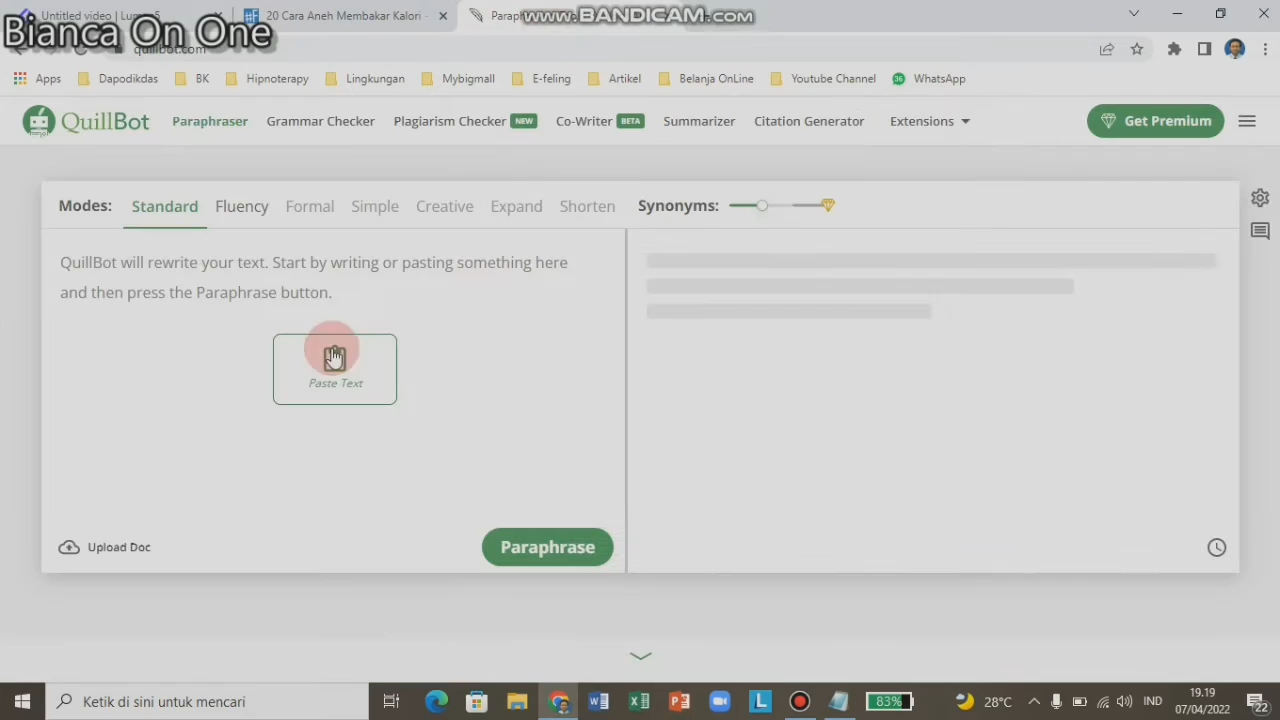 Untitled video | Lu 5
20 Cara Aneh Membakar Kalori -
Parap
www.BANDICAM.com
Bianca On One
quillbot.com
Apps
Dapodikdas
BK
Hipnoterapy
Lingkungan
Mybigmall
E-feling
Artikel
Belanja OnLine
Youtube Channel
WhatsApp
QuillBot
Paraphraser
Grammar Checker
Plagiarism Checker NEW
Co-Writer BETA
Summarizer
Citation Generator
Extensions
Get Premium
Modes:
Standard
Fluency
Formal
Simple
Creative
Expand
Shorten
Synonyms:
QuillBot will rewrite your text. Start by writing or pasting something here
and then press the Paraphrase button.
Paste Text
Upload Doc
Paraphrase
Ketik di sini untuk mencari
83%
28°C
IND
19.19
07/04/2022
22